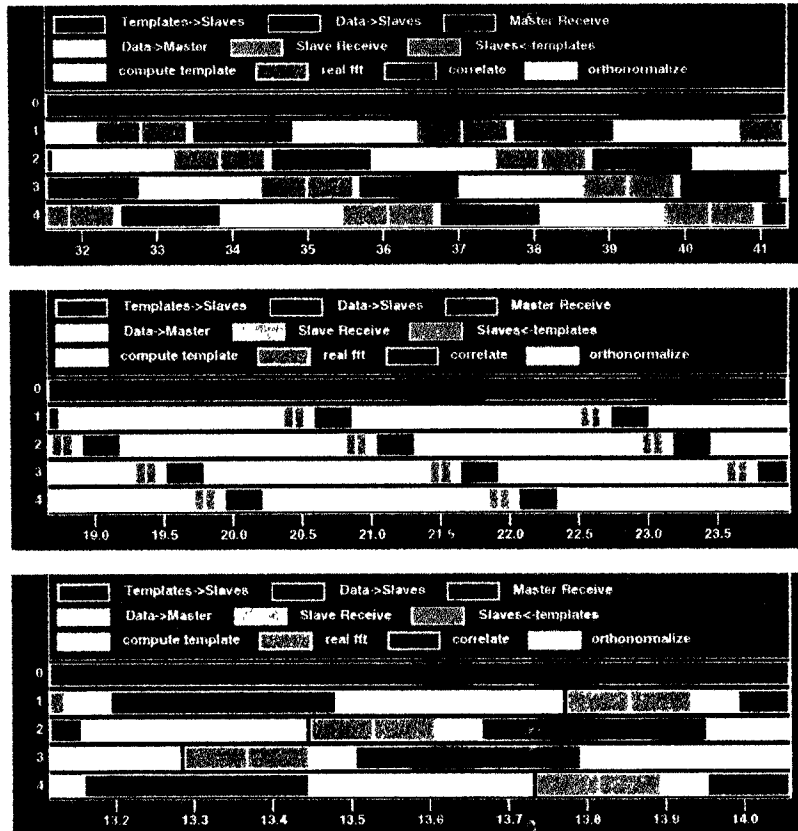 Templates->Slaves Data->Slaves Master Receive
Data->Master Slave Receive Slaves<-templates
compute template real fft correlate orthonormalize
0
1
2
3
4
32 33 34 35 36 37 38 39 40 41
Templates->Slaves Data->Slaves Master Receive
Data->Master Slave Receive Slaves<-templates
compute template real fft correlate orthonormalize
0
1
2
3
4
19.0 19.5 20.0 20.5 21.0 21.5 22.0 22.5 23.0 23.5
Templates->Slaves Data->Slaves Master Receive
Data->Master Slave Receive Slaves<-templates
compute template real fft correlate orthonormalize
0
1
2
3
4
13.2 13.3 13.4 13.5 13.6 13.7 13.8 13.9 14.0